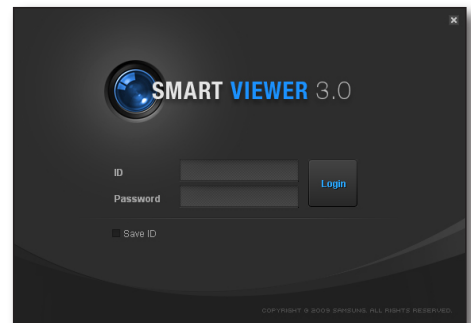 SMART VIEWER 3.0
ID
Login
Password
Save ID
COPYRIGHT © 2009 SAMSUNG. ALL RIGHTS RESERVED.